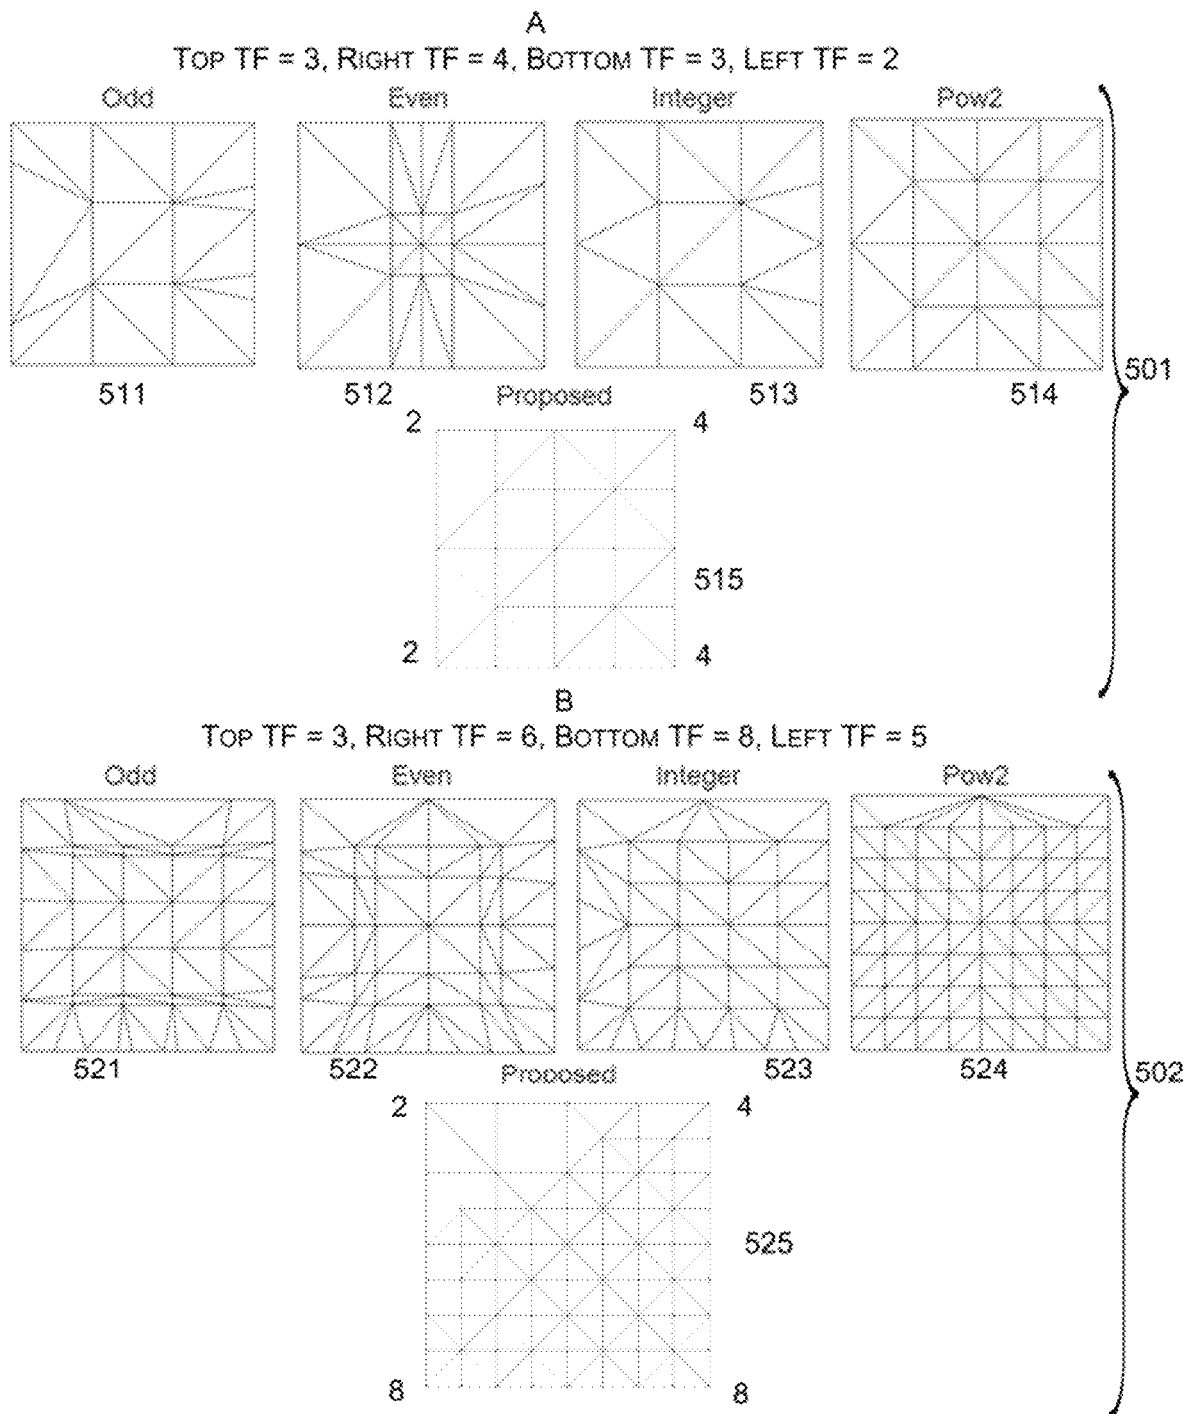 A
TOP TF = 3, RIGHT TF = 4, BOTTOM TF = 3, LEFT TF = 2
Odd Even Integer Pow2
501
511 512 Proposed 513 514
2 4
515
2 4
B
TOP TF = 3, RIGHT TF = 6, BOTTOM TF = 8, LEFT TF = 5
Odd Even Integer Pow2
521 522 Proposed 523 524 502
2 4
525
8 8